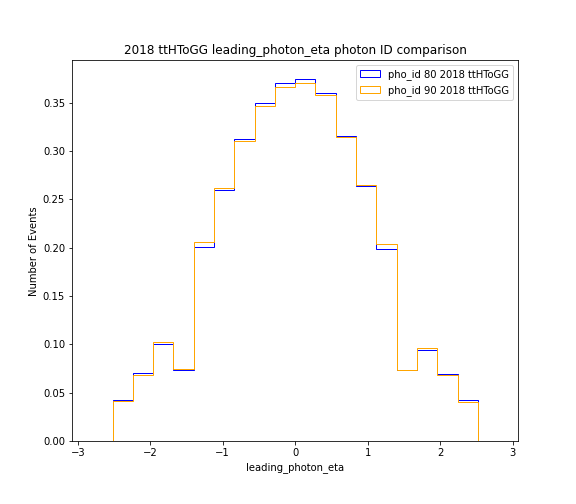 2018 ttHToGG leading_photon_eta photon ID comparison
pho_id 80 2018 ttHToGG
pho_id 90 2018 ttHToGG
Number of Events
0.35
0.30
0.25
0.20
0.15
0.10
0.05
0.00
−3 −2 −1 0 1 2 3
leading_photon_eta